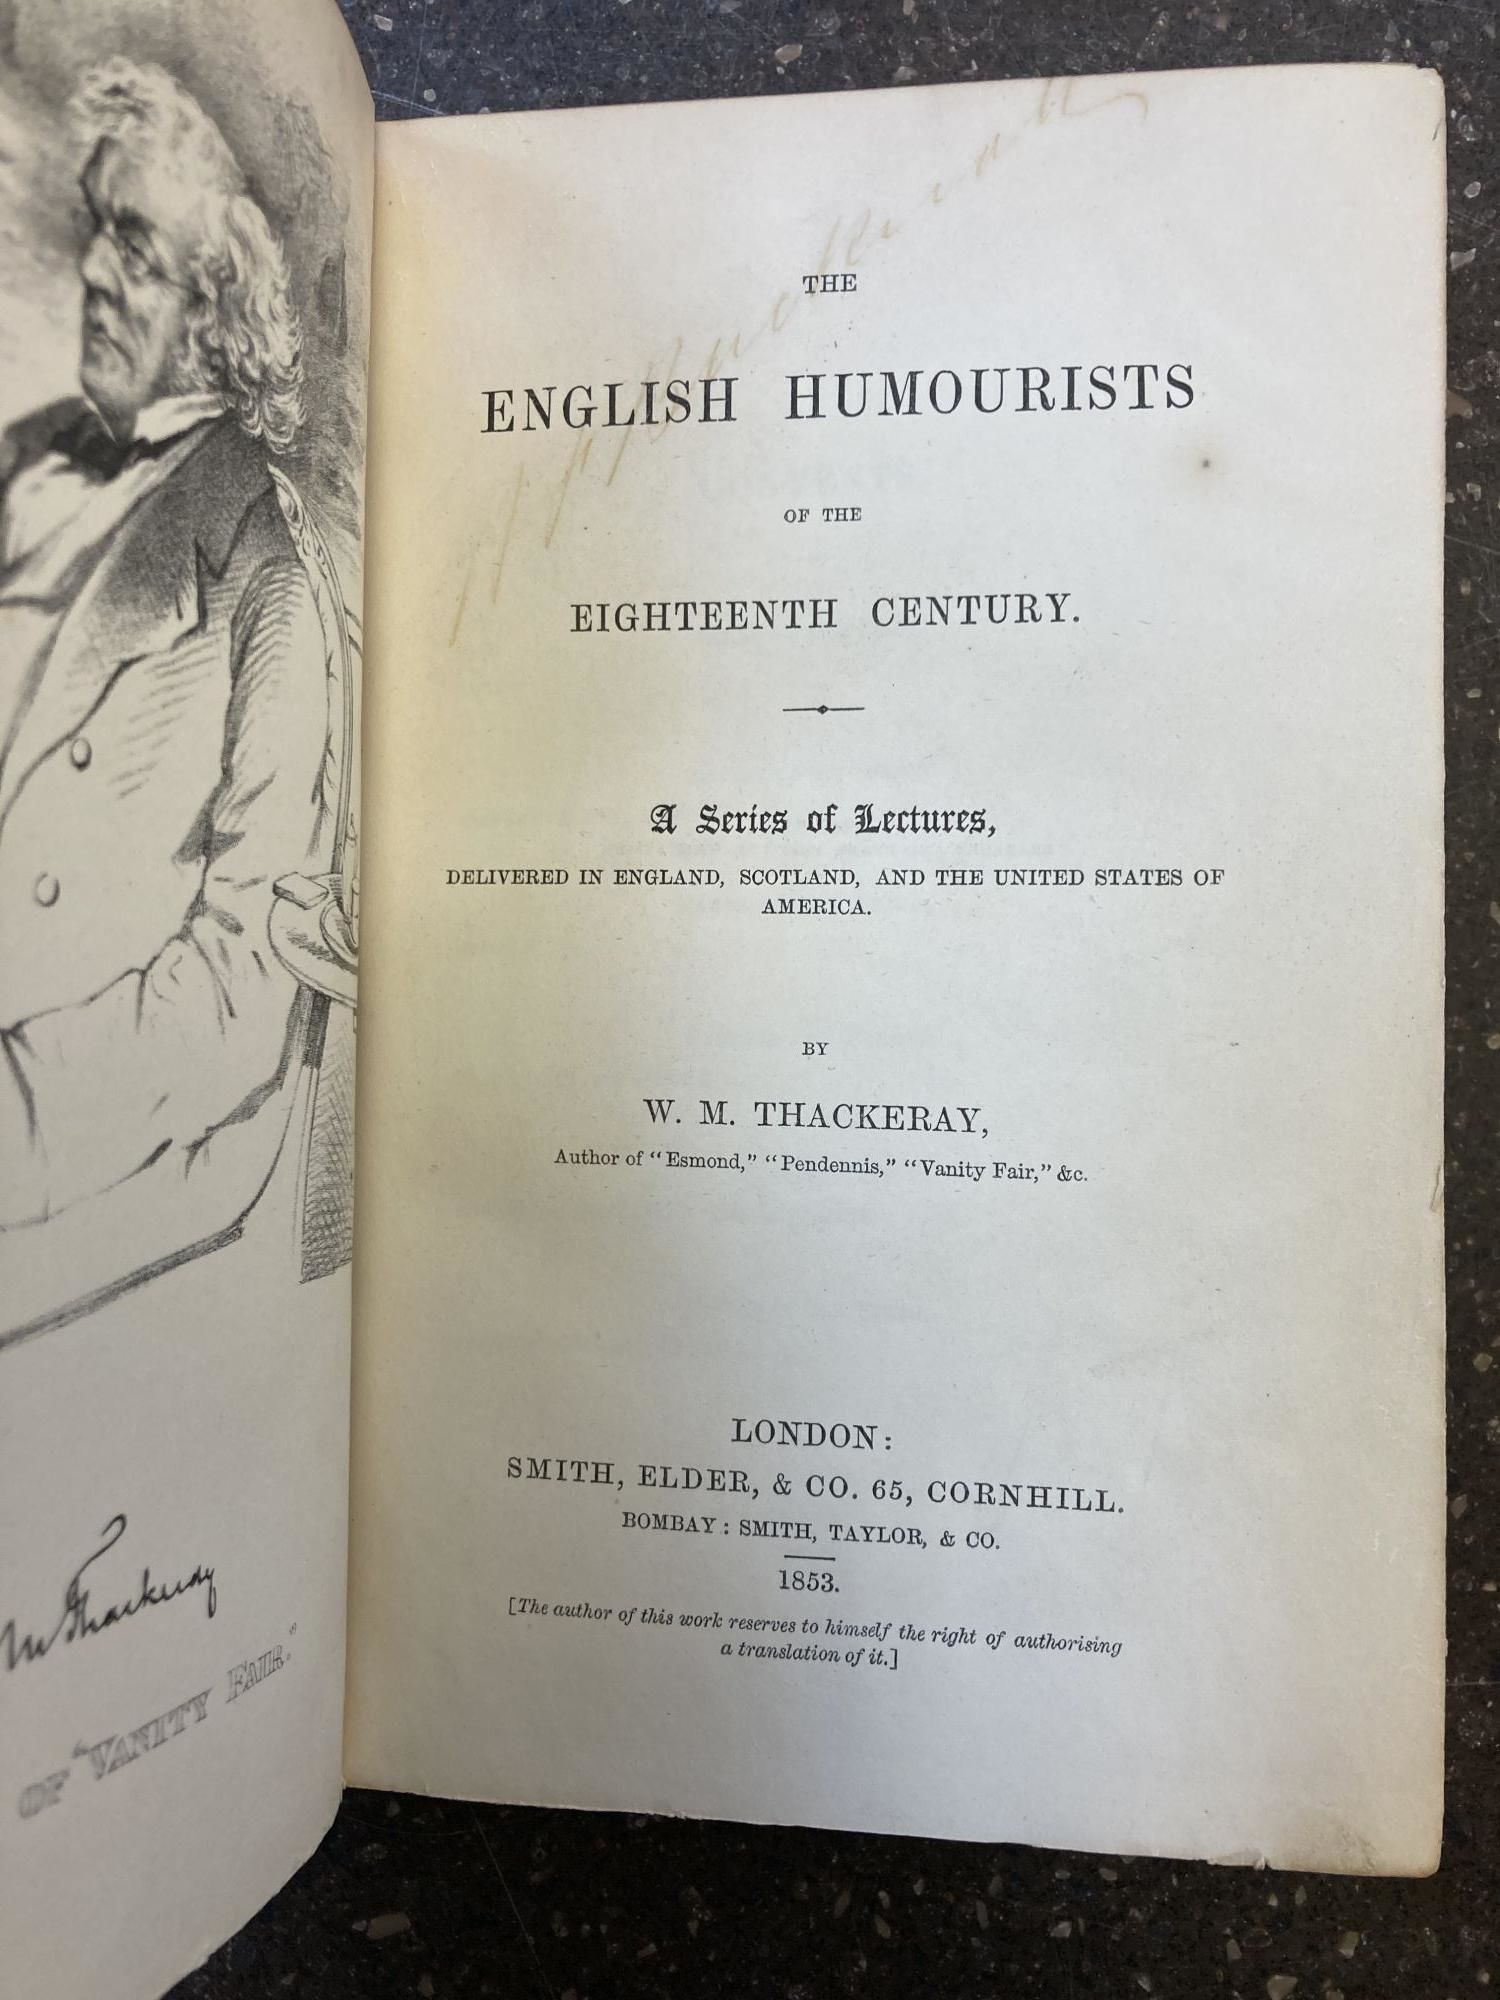 THE
ENGLISH HUMOURISTS
OF THE
EIGHTEENTH CENTURY.
A Series of Lectures,
DELIVERED IN ENGLAND, SCOTLAND, AND THE UNITED STATES OF
AMERICA.
BY
W. M. THACKERAY,
Author of "Esmond," "Pendennis," "Vanity Fair," &c.
LONDON:
SMITH, ELDER, & CO. 65, CORNHILL.
BOMBAY: SMITH, TAYLOR, & CO.
1853.
[The author of this work reserves to himself the right of authorising
a translation of it.]
Thackeray
OF "VANITY FAIR."